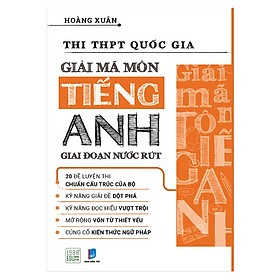 HOÀNG XUÂN
THI THPT QUỐC GIA
GIẢI MÃ MÔN
TIẾNG
ANH
GIAI ĐOẠN NƯỚC RÚT
20 ĐỀ LUYỆN THI
CHUẨN CẤU TRÚC CỦA BỘ
KỸ NĂNG GIẢI ĐỀ ĐỘT PHÁ
KỸ NĂNG ĐỌC HIỂU VƯỢT TRỘI
MỞ RỘNG VỐN TỪ THIẾT YẾU
CỦNG CỐ KIẾN THỨC NGỮ PHÁP
Giải
mã